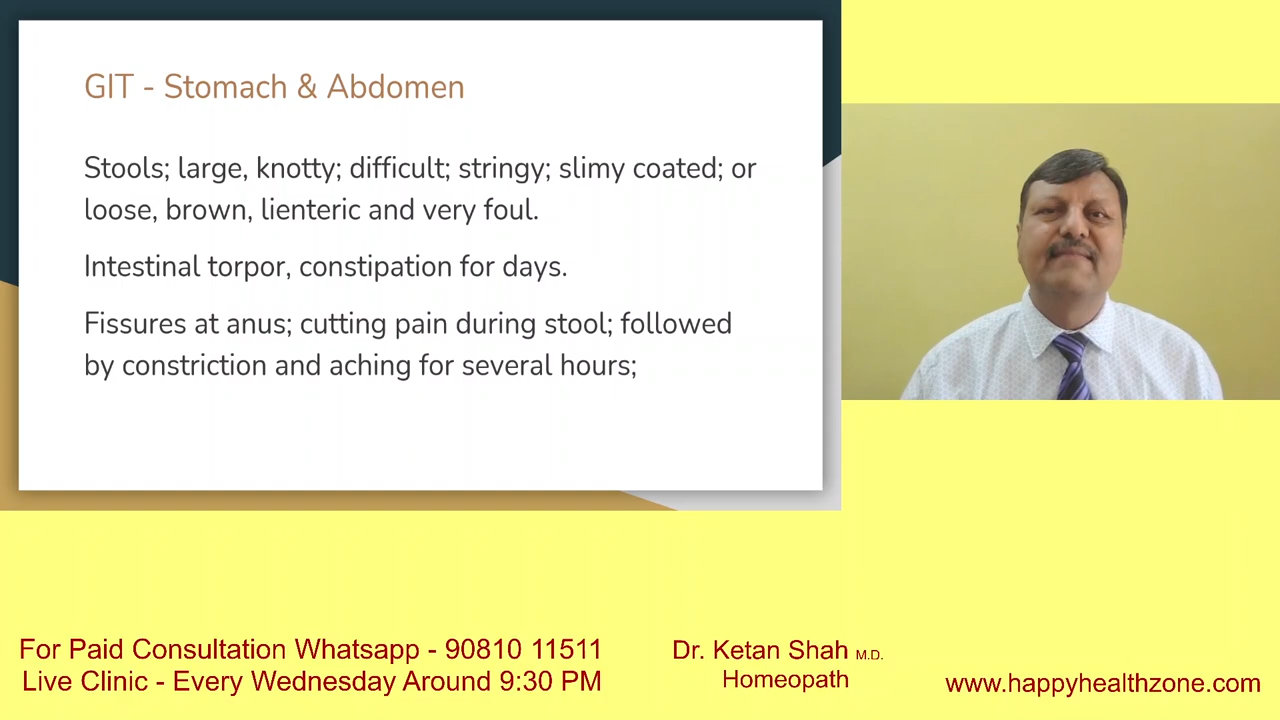 GIT - Stomach & Abdomen
Stools; large, knotty; difficult; stringy; slimy coated; or
loose, brown, lienteric and very foul.
Intestinal torpor, constipation for days.
Fissures at anus; cutting pain during stool; followed
by constriction and aching for several hours;
For Paid Consultation Whatsapp - 90810 11511
Live Clinic - Every Wednesday Around 9:30 PM
Dr. Ketan Shah M.D.
Homeopath
www.happyhealthzone.com